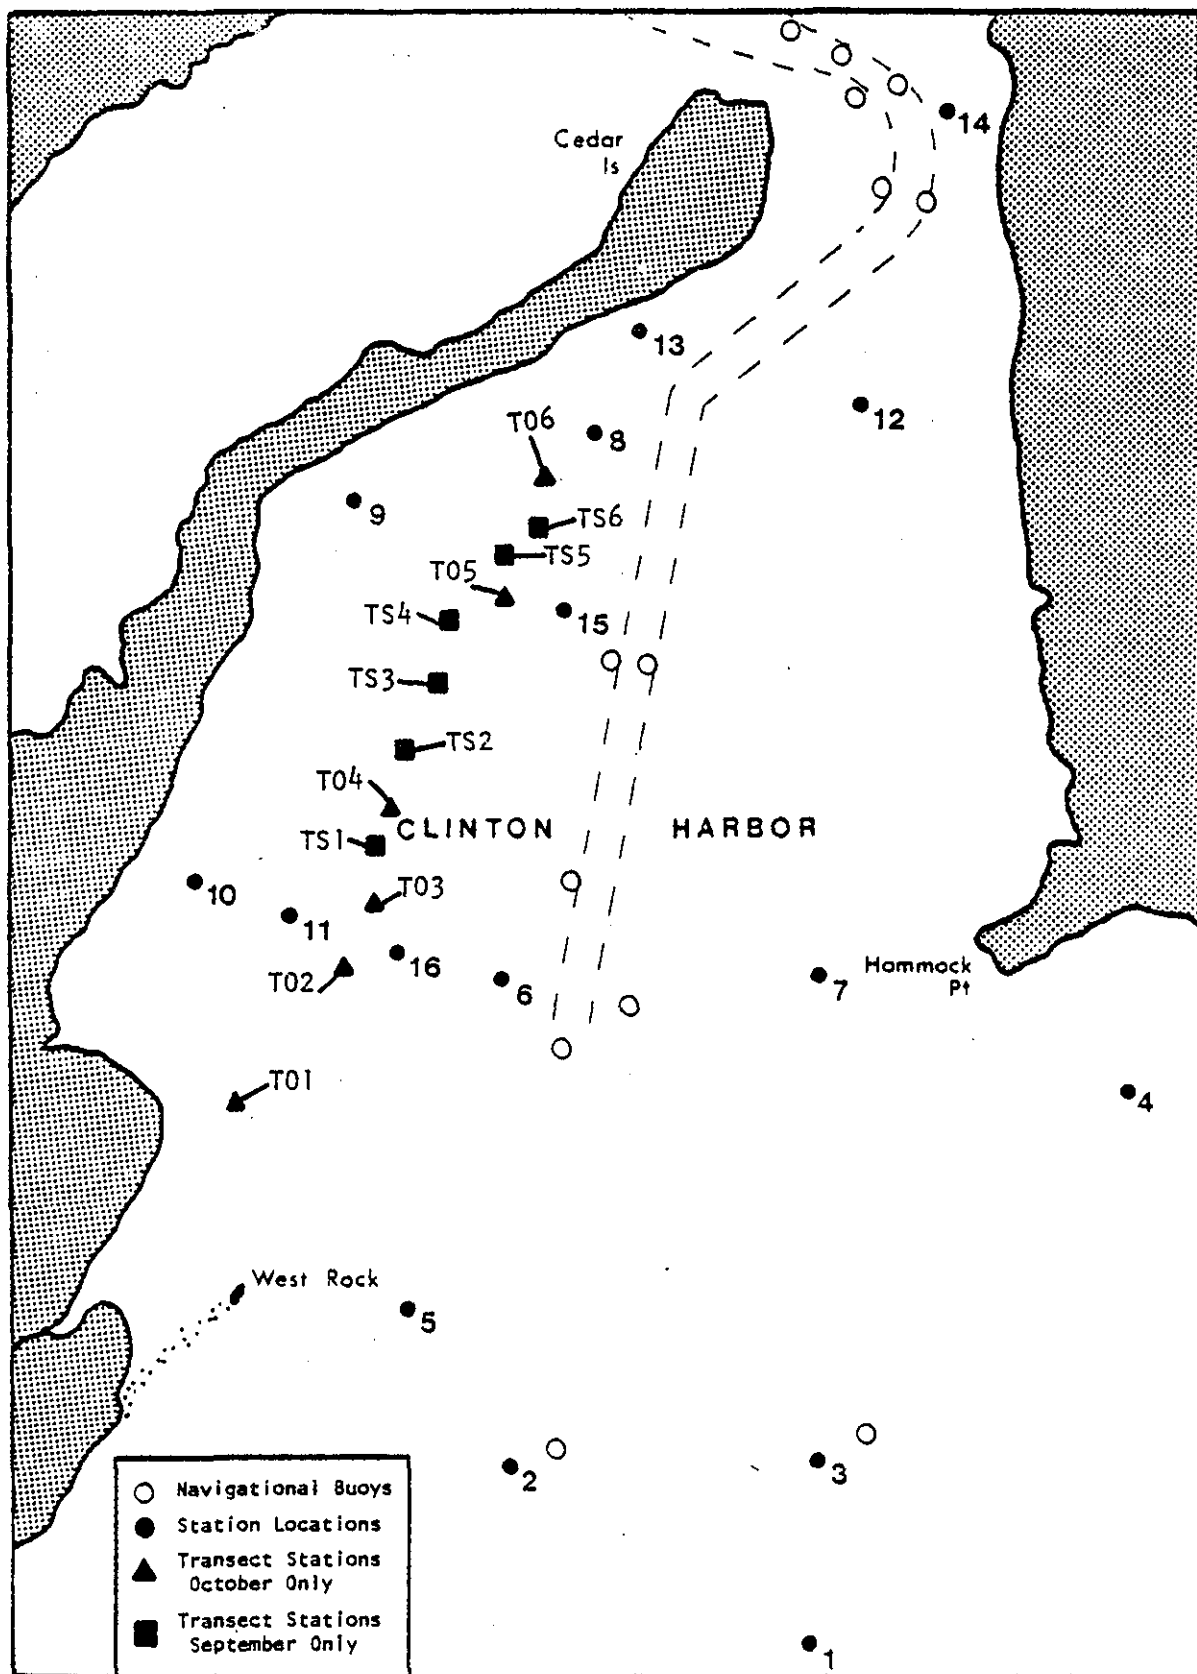 14
Cedar
Is
13
12
T06
8
9
TS6
TS5
T05
15
TS4
TS3
TS2
T04
CLINTON HARBOR
TS1
10
T03
11
16
T02
6
7
Hammock
Pt
T01
4
West Rock
5
2
3
Navigational Buoys
Station Locations
Transect Stations
October Only
Transect Stations
September Only
1